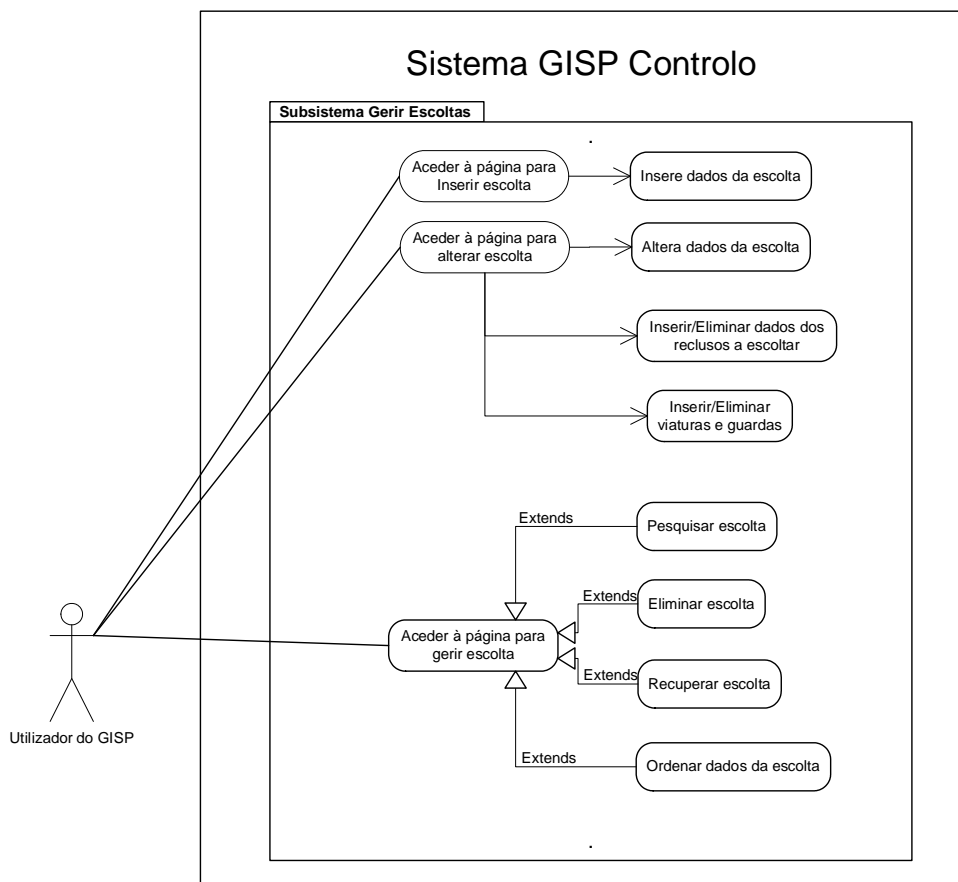 Sistema GISP Controlo
Subsistema Gerir Escoltas
Aceder à página para
Inserir escolta
Insere dados da escolta
Aceder à página para
alterar escolta
Altera dados da escolta
Inserir/Eliminar dados dos
reclusos a escoltar
Inserir/Eliminar
viaturas e guardas
Extends
Pesquisar escolta
Extends
Eliminar escolta
Aceder à página para
gerir escolta
Extends
Recuperar escolta
Extends
Ordenar dados da escolta
Utilizador do GISP